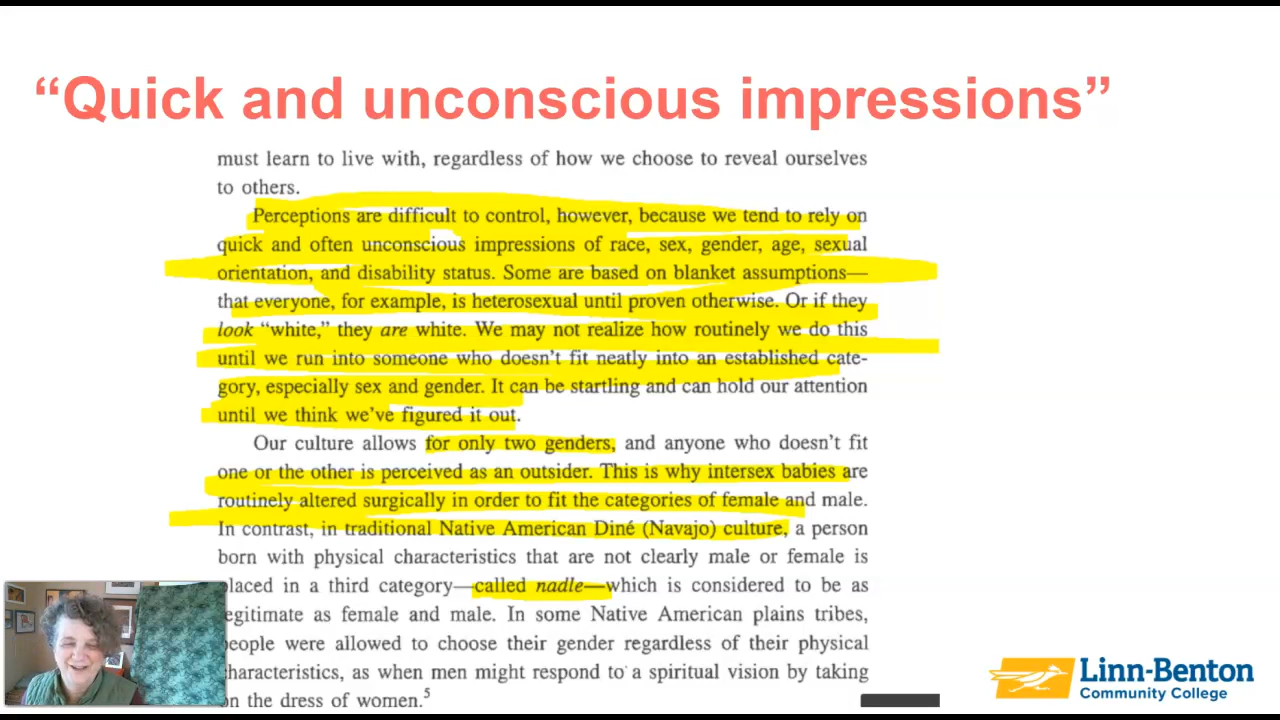 “Quick and unconscious impressions”
must learn to live with, regardless of how we choose to reveal ourselves
to others.
Perceptions are difficult to control, however, because we tend to rely on
quick and often unconscious impressions of race, sex, gender, age, sexual
orientation, and disability status. Some are based on blanket assumptions—
that everyone, for example, is heterosexual until proven otherwise. Or if they
look “white,” they are white. We may not realize how routinely we do this
until we run into someone who doesn’t fit neatly into an established cate-
gory, especially sex and gender. It can be startling and can hold our attention
until we think we’ve figured it out.
Our culture allows for only two genders, and anyone who doesn’t fit
one or the other is perceived as an outsider. This is why intersex babies are
routinely altered surgically in order to fit the categories of female and male.
In contrast, in traditional Native American Diné (Navajo) culture, a person
born with physical characteristics that are not clearly male or female is
placed in a third category—called nadle—which is considered to be as
egitimate as female and male. In some Native American plains tribes,
people were allowed to choose their gender regardless of their physical
characteristics, as when men might respond to a spiritual vision by taking
on the dress of women.5
Linn-Benton
Community College